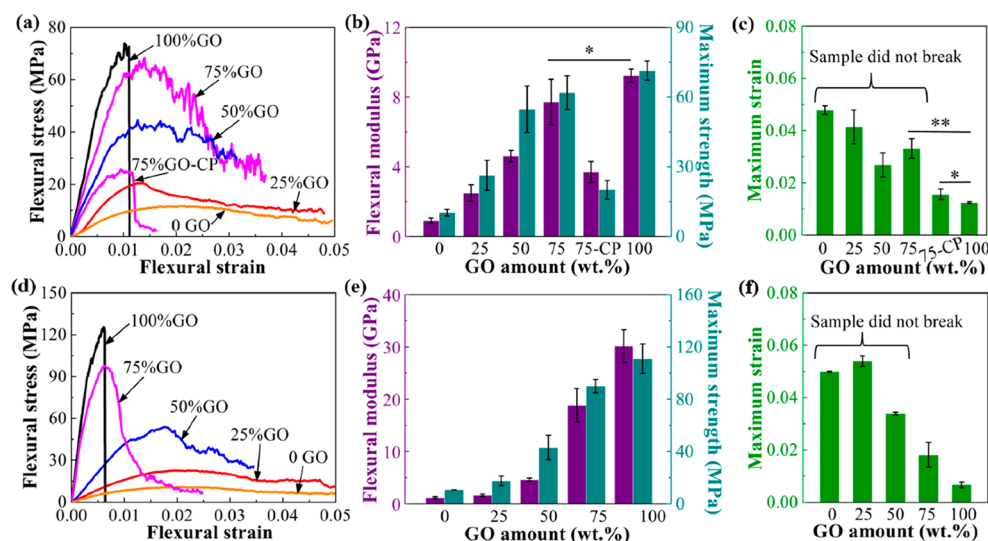 (a)
80
60
40
20
0
Flexural stress (MPa)
100%GO
75%GO
50%GO
75%GO-CP
25%GO
0 GO
0.00 0.01 0.02 0.03 0.04 0.05
Flexural strain
(b)
12
8
4
0
Flexural modulus (GPa)
*
90
60
30
0
Maximum strength (MPa)
0 25 50 75 75-CP 100
GO amount (wt.%)
(c)
0.08
0.06
0.04
0.02
0.00
Maximum strain
Sample did not break
**
*
0 25 50 75 75-CP 100
GO amount (wt.%)
(d)
150
120
90
60
30
0
Flexural stress (MPa)
100%GO
75%GO
50%GO
25%GO
0 GO
0.00 0.01 0.02 0.03 0.04 0.05
Flexural strain
(e)
40
30
20
10
0
Flexural modulus (GPa)
160
120
80
40
0
Maximum strength (MPa)
0 25 50 75 100
GO amount (wt.%)
(f)
0.08
0.06
0.04
0.02
0.00
Maximum strain
Sample did not break
0 25 50 75 100
GO amount (wt.%)